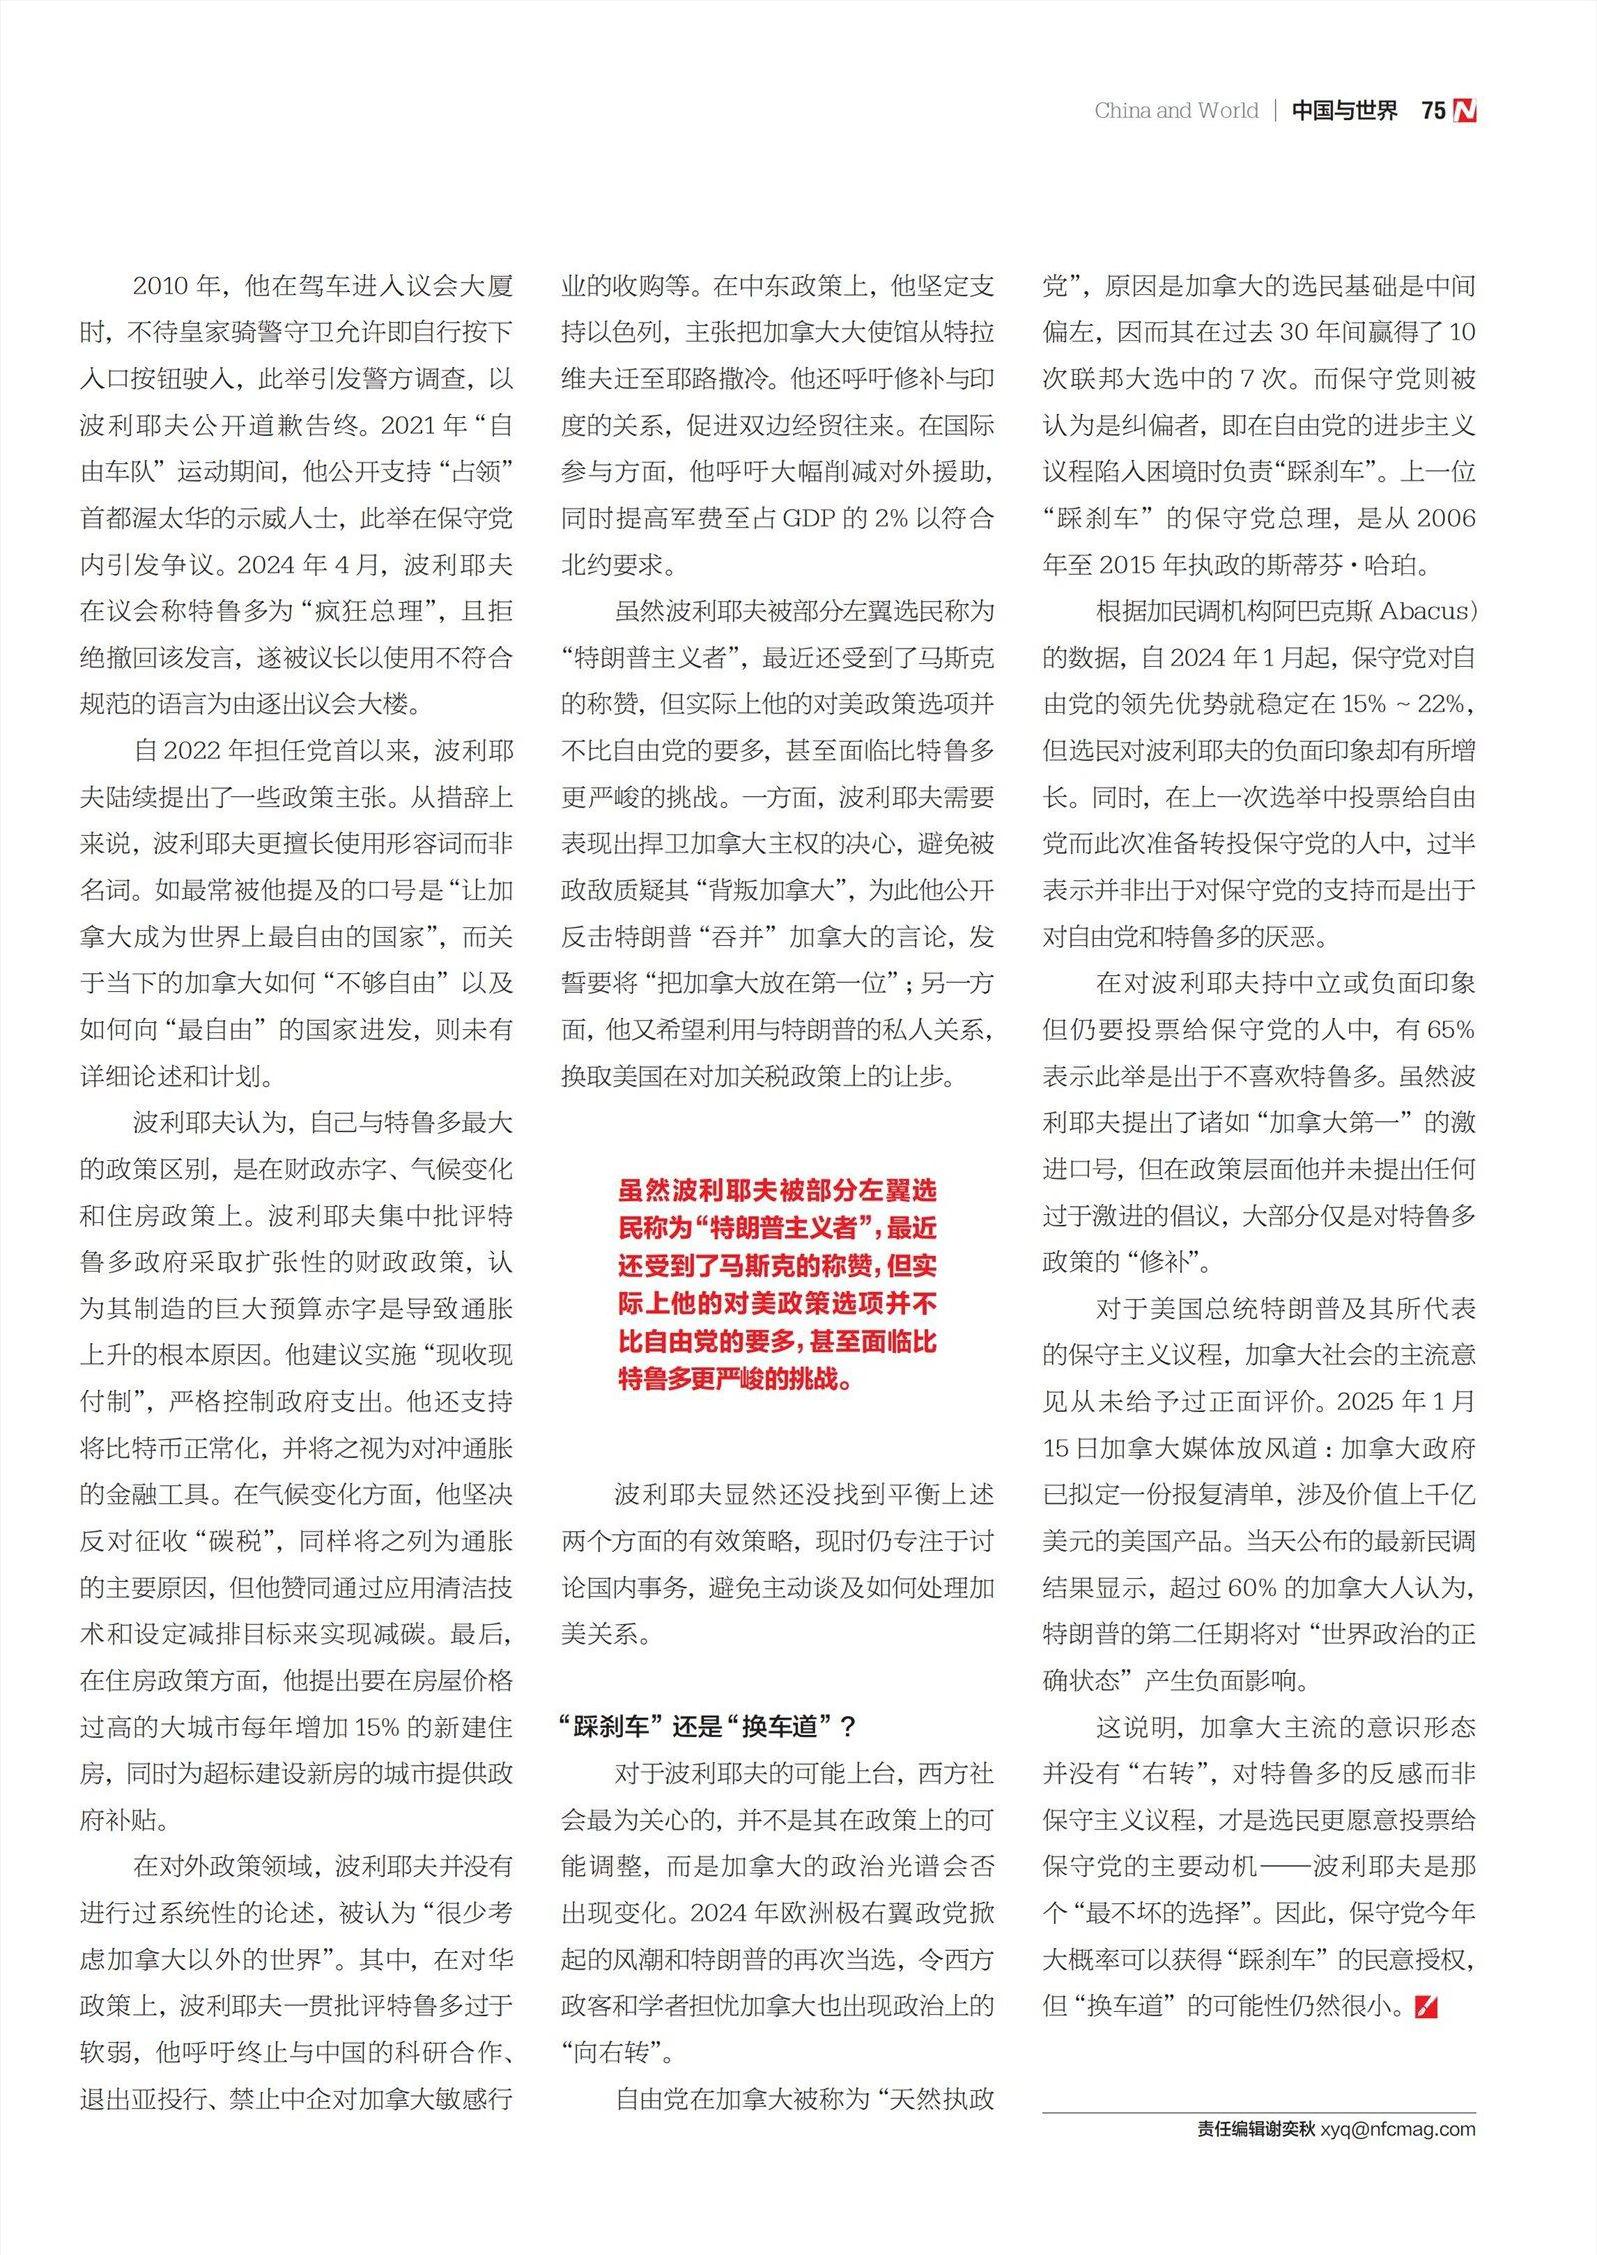 China and World | 中国与世界 75
2010 年，他在驾车进入议会大厦
时，不待皇家骑警守卫允许即自行按下
入口按钮驶入，此举引发警方调查，以
波利耶夫公开道歉告终。2021 年“自
由车队”运动期间，他公开支持“占领”
首都渥太华的示威人士，此举在保守党
内引发争议。2024 年 4 月，波利耶夫
在议会称特鲁多为“疯狂总理”，且拒
绝撤回该发言，遂被议长以使用不符合
规范的语言为由逐出议会大楼。
自 2022 年担任党首以来，波利耶
夫陆续提出了一些政策主张。从措辞上
来说，波利耶夫更擅长使用形容词而非
名词。如最常被他提及的口号是“让加
拿大成为世界上最自由的国家”，而关
于当下的加拿大如何“不够自由”以及
如何向“最自由”的国家进发，则未有
详细论述和计划。
波利耶夫认为，自己与特鲁多最大
的政策区别，是在财政赤字、气候变化
和住房政策上。波利耶夫集中批评特
鲁多政府采取扩张性的财政政策，认
为其制造的巨大预算赤字是导致通胀
上升的根本原因。他建议实施“现收现
付制”，严格控制政府支出。他还支持
将比特币正常化，并将之视为对冲通胀
的金融工具。在气候变化方面，他坚决
反对征收“碳税”，同样将之列为通胀
的主要原因，但他赞同通过应用清洁技
术和设定减排目标来实现减碳。最后，
在住房政策方面，他提出要在房屋价格
过高的大城市每年增加 15% 的新建住
房，同时为超标建设新房的城市提供政
府补贴。
在对外政策领域，波利耶夫并没有
进行过系统性的论述，被认为“很少考
虑加拿大以外的世界”。其中，在对华
政策上，波利耶夫一贯批评特鲁多过于
软弱，他呼吁终止与中国的科研合作、
退出亚投行、禁止中企对加拿大敏感行
业的收购等。在中东政策上，他坚定支
持以色列，主张把加拿大大使馆从特拉
维夫迁至耶路撒冷。他还呼吁修补与印
度的关系，促进双边经贸往来。在国际
参与方面，他呼吁大幅削减对外援助，
同时提高军费至占 GDP 的 2% 以符合
北约要求。
虽然波利耶夫被部分左翼选民称为
“特朗普主义者”，最近还受到了马斯克
的称赞，但实际上他的对美政策选项并
不比自由党的要多，甚至面临比特鲁多
更严峻的挑战。一方面，波利耶夫需要
表现出捍卫加拿大主权的决心，避免被
政敌质疑其“背叛加拿大”，为此他公开
反击特朗普“吞并”加拿大的言论，发
誓要将“把加拿大放在第一位”；另一方
面，他又希望利用与特朗普的私人关系，
换取美国在对加关税政策上的让步。
虽然波利耶夫被部分左翼选
民称为“特朗普主义者”，最近
还受到了马斯克的称赞，但实
际上他的对美政策选项并不
比自由党的要多，甚至面临比
特鲁多更严峻的挑战。
波利耶夫显然还没找到平衡上述
两个方面的有效策略，现时仍专注于讨
论国内事务，避免主动谈及如何处理加
美关系。
“踩刹车”还是“换车道”？
对于波利耶夫的可能上台，西方社
会最为关心的，并不是其在政策上的可
能调整，而是加拿大的政治光谱会否
出现变化。2024 年欧洲极右翼政党掀
起的风潮和特朗普的再次当选，令西方
政客和学者担忧加拿大也出现政治上的
“向右转”。
自由党在加拿大被称为“天然执政
党”，原因是加拿大的选民基础是中间
偏左，因而其在过去 30 年间赢得了 10
次联邦大选中的 7 次。而保守党则被
认为是纠偏者，即在自由党的进步主义
议程陷入困境时负责“踩刹车”。上一位
“踩刹车”的保守党总理，是从 2006
年至 2015 年执政的斯蒂芬·哈珀。
根据加民调机构阿巴克斯（Abacus）
的数据，自 2024 年 1 月起，保守党对自
由党的领先优势就稳定在 15% ~ 22%，
但选民对波利耶夫的负面印象却有所增
长。同时，在上一次选举中投票给自由
党而此次准备转投保守党的人中，过半
表示并非出于对保守党的支持而是出于
对自由党和特鲁多的厌恶。
在对波利耶夫持中立或负面印象
但仍要投票给保守党的人中，有 65%
表示此举是出于不喜欢特鲁多。虽然波
利耶夫提出了诸如“加拿大第一”的激
进口号，但在政策层面他并未提出任何
过于激进的倡议，大部分仅是对特鲁多
政策的“修补”。
对于美国总统特朗普及其所代表
的保守主义议程，加拿大社会的主流意
见从未给予过正面评价。2025 年 1 月
15 日加拿大媒体放风道：加拿大政府
已拟定一份报复清单，涉及价值上千亿
美元的美国产品。当天公布的最新民调
结果显示，超过 60% 的加拿大人认为，
特朗普的第二任期将对“世界政治的正
确状态”产生负面影响。
这说明，加拿大主流的意识形态
并没有“右转”，对特鲁多的反感而非
保守主义议程，才是选民更愿意投票给
保守党的主要动机——波利耶夫是那
个“最不坏的选择”。因此，保守党今年
大概率可以获得“踩刹车”的民意授权，
但“换车道”的可能性仍然很小。
责任编辑谢奕秋 xyq@nfcmag.com